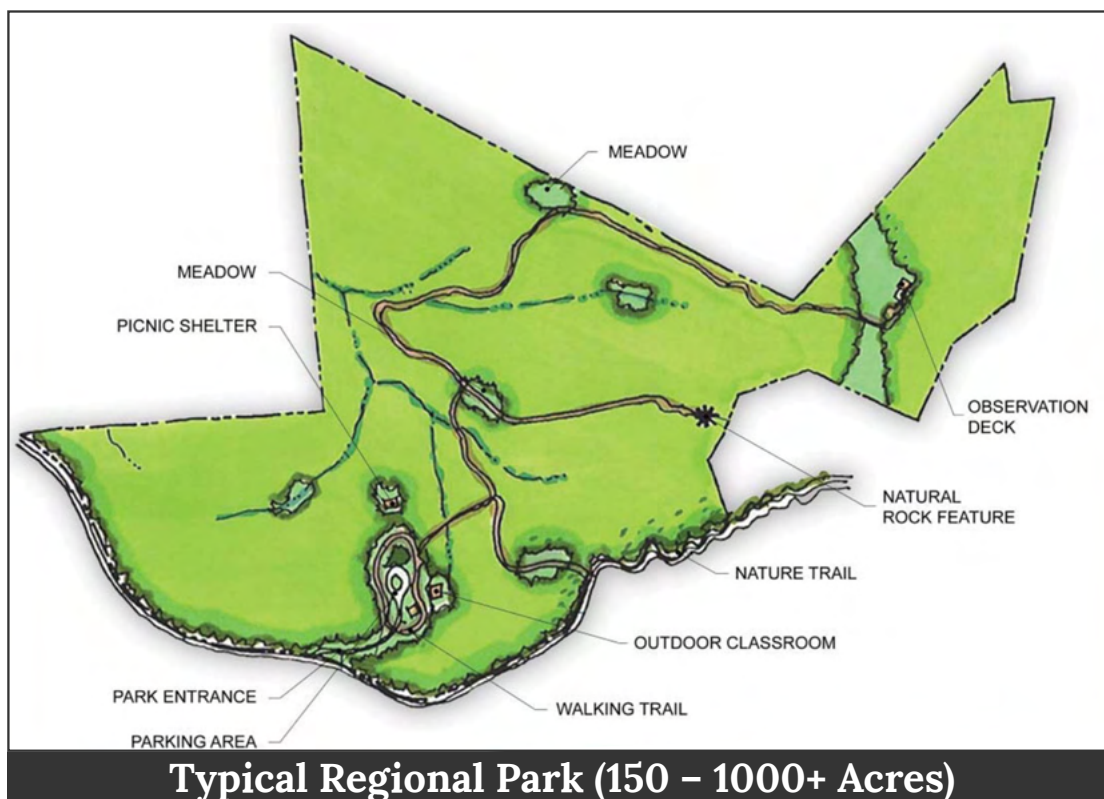 MEADOW
MEADOW
PICNIC SHELTER
OBSERVATION
DECK
NATURAL
ROCK FEATURE
NATURE TRAIL
OUTDOOR CLASSROOM
PARK ENTRANCE
WALKING TRAIL
PARKING AREA
Typical Regional Park (150 – 1000+ Acres)